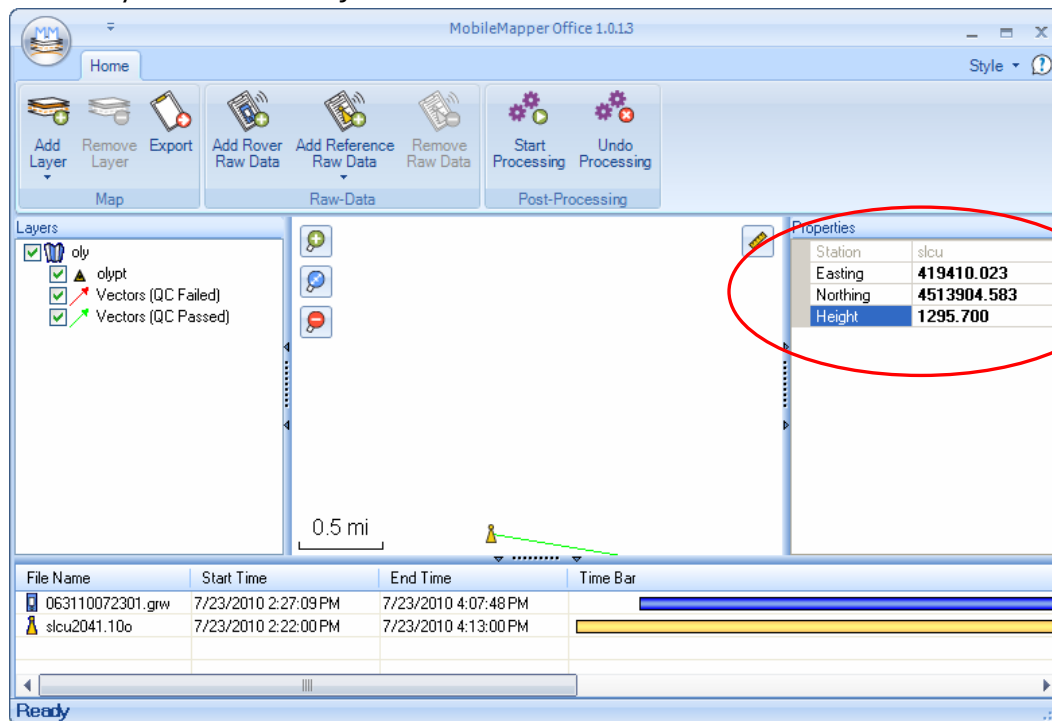 MobileMapper Office 1.0.1.3
MM
Home
Style
Add Layer
Remove Layer
Export
Add Rover Raw Data
Add Reference Raw Data
Remove Raw Data
Start Processing
Undo Processing
Map
Raw-Data
Post-Processing
Layers
oly
olypt
Vectors (QC Failed)
Vectors (QC Passed)
0.5 mi
Properties
Station slcu
Easting 419410.023
Northing 4513904.583
Height 1295.700
File Name Start Time End Time Time Bar
063110072301.grw 7/23/2010 2:27:09 PM 7/23/2010 4:07:48 PM
slcu2041.10o 7/23/2010 2:22:00 PM 7/23/2010 4:13:00 PM
Ready